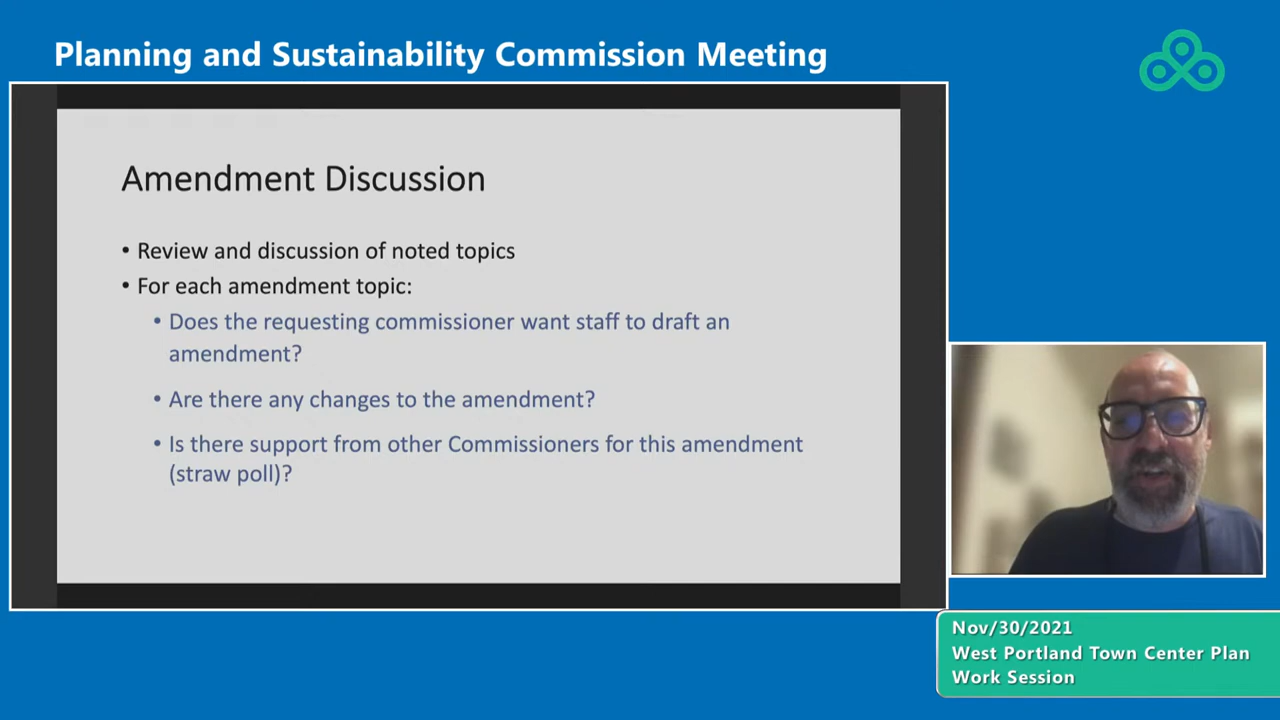 Planning and Sustainability Commission Meeting
Amendment Discussion
• Review and discussion of noted topics
• For each amendment topic:
• Does the requesting commissioner want staff to draft an
amendment?
• Are there any changes to the amendment?
• Is there support from other Commissioners for this amendment
(straw poll)?
Nov/30/2021
West Portland Town Center Plan
Work Session